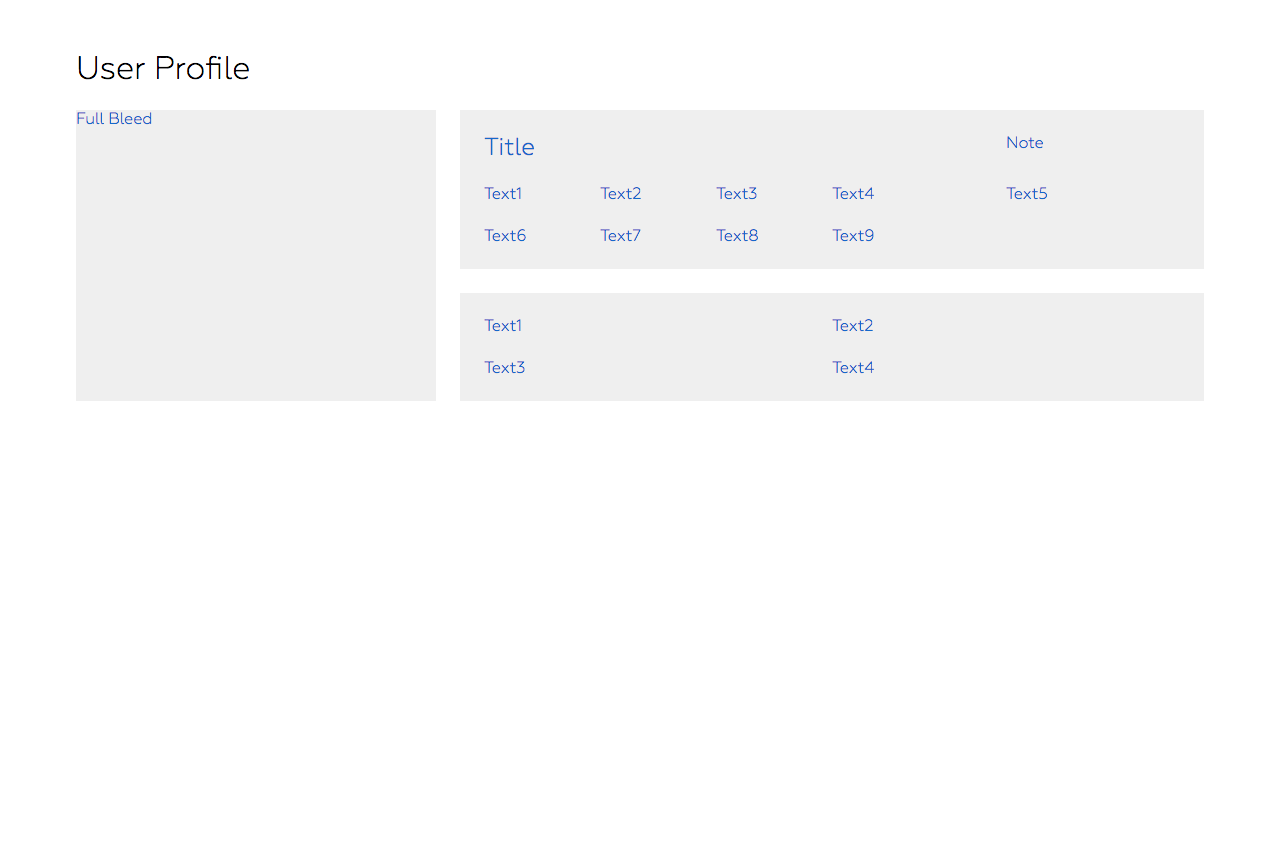 User Profile
Full Bleed
Title Note
Text1 Text2 Text3 Text4 Text5
Text6 Text7 Text8 Text9
Text1 Text2
Text3 Text4